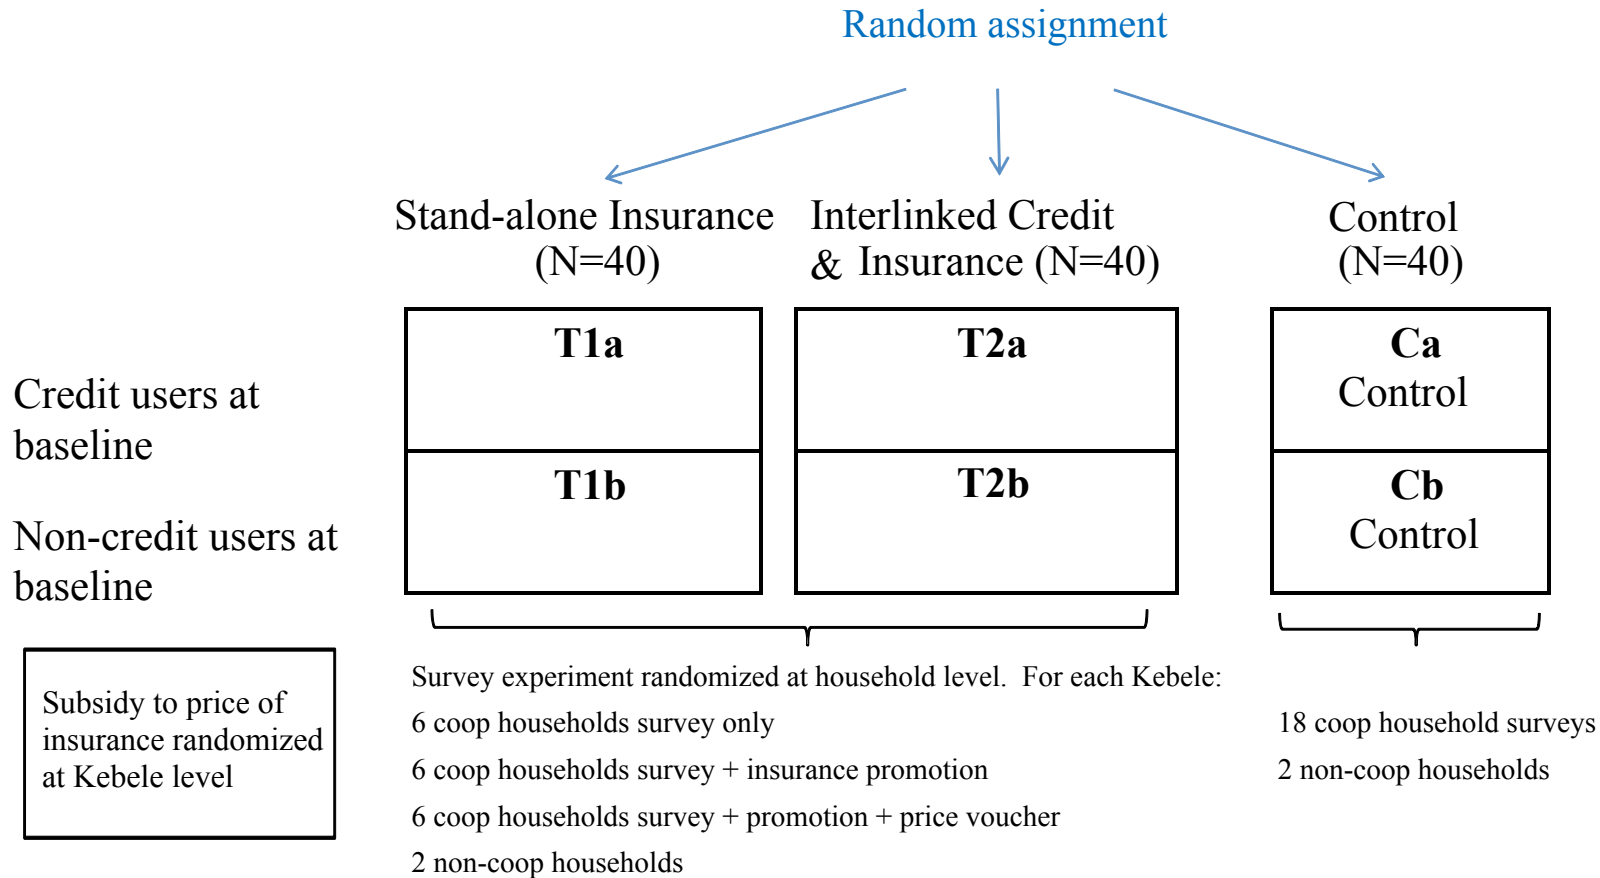 Random assignment
Stand-alone Insurance
(N=40)
Interlinked Credit
& Insurance (N=40)
Control
(N=40)
Credit users at
baseline
T1a
T2a
Ca
Control
Non-credit users at
baseline
T1b
T2b
Cb
Control
Subsidy to price of
insurance randomized
at Kebele level
Survey experiment randomized at household level.  For each Kebele:
6 coop households survey only
6 coop households survey + insurance promotion
6 coop households survey + promotion + price voucher
2 non-coop households
18 coop household surveys
2 non-coop households